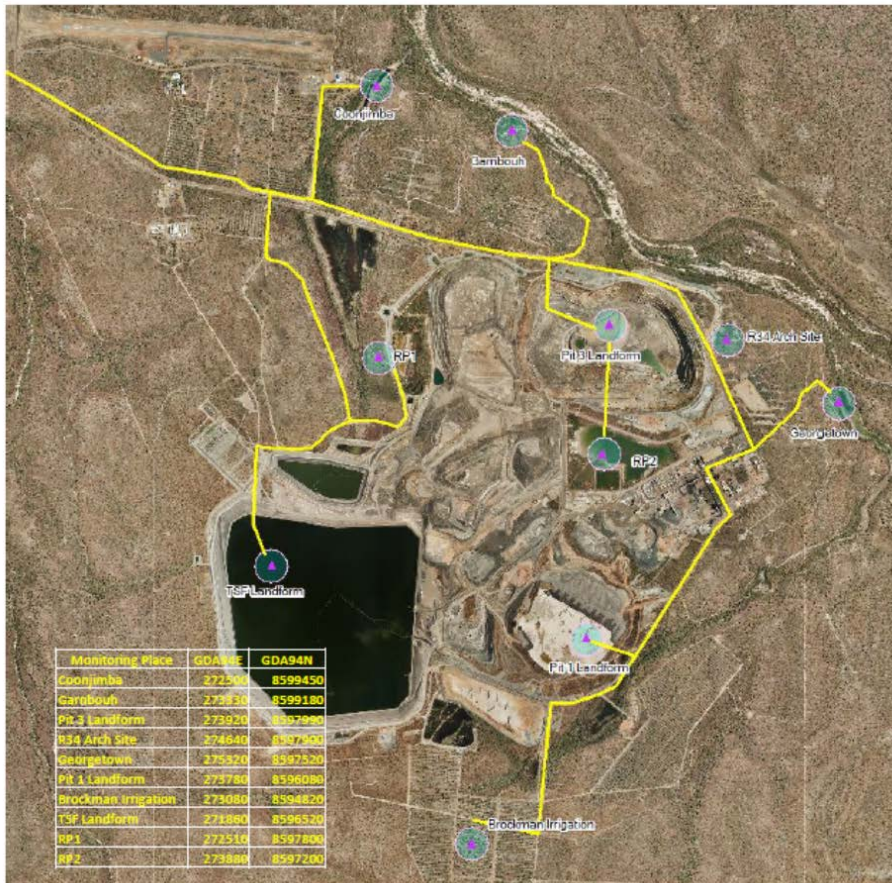 Coonjimba
Garnbouh
R34 Arch Site
Pit 3 Landform
RP1
Georgetown
RP2
TSF Landform
Pit 1 Landform
Brockman Irrigation
Monitoring Place GDA94E GDA94N
Coonjimba 272500 8599450
Garnbouh 273330 8599180
Pit 3 Landform 273920 8597990
R34 Arch Site 274640 8597900
Georgetown 275320 8597520
Pit 1 Landform 273780 8596080
Brockman Irrigation 273080 8594820
TSF Landform 271860 8596520
RP1 272510 8597800
RP2 273880 8597200